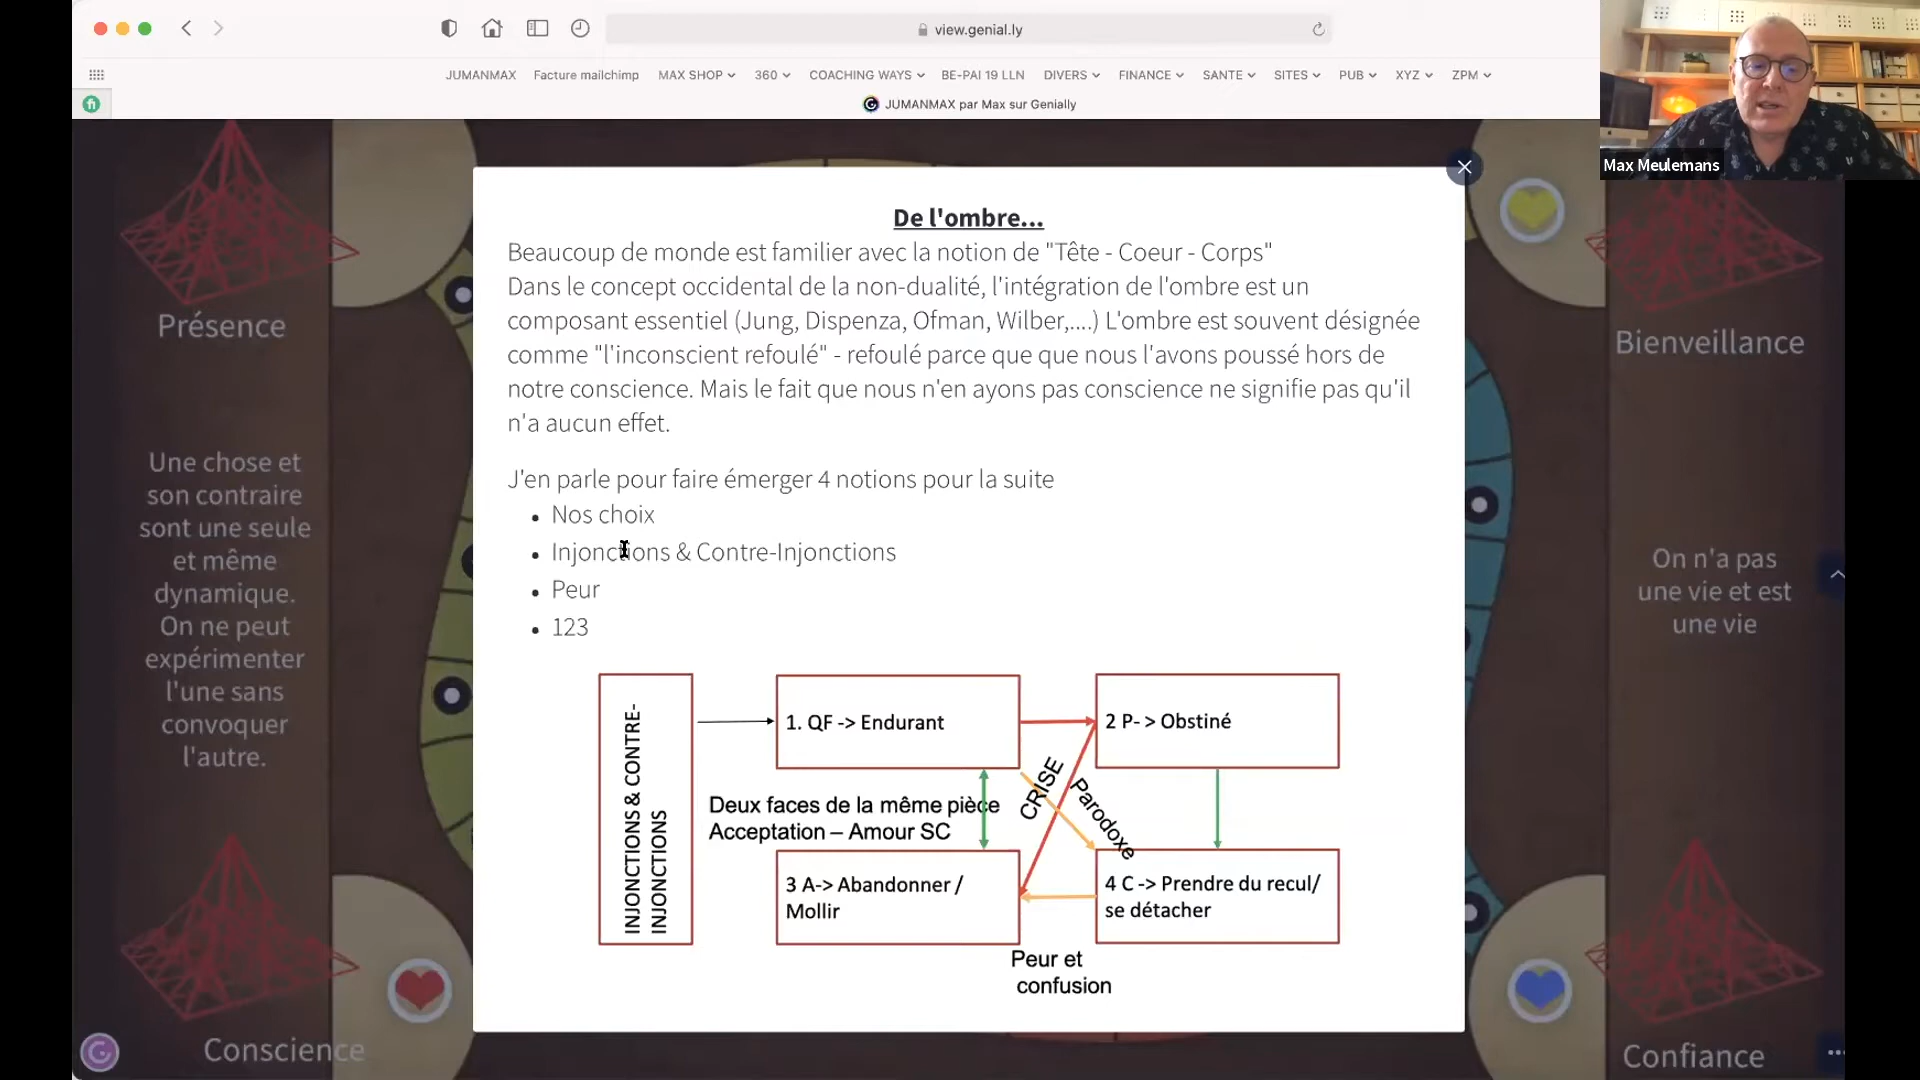 view.genial.ly
JUMANMAX Facture mailchimp MAX SHOP 360 COACHING WAYS BE-PAI 19 LLN DIVERS FINANCE SANTE SITES PUB XYZ ZPM
JUMANMAX par Max sur Genially
Max Meulemans
Présence
Une chose et
son contraire
sont une seule
et même
dynamique.
On ne peut
expérimenter
l'une sans
convoquer
l'autre.
Conscience
De l'ombre...
Beaucoup de monde est familier avec la notion de "Tête - Coeur - Corps"
Dans le concept occidental de la non-dualité, l'intégration de l'ombre est un
composant essentiel (Jung, Dispenza, Ofman, Wilber,....) L'ombre est souvent désignée
comme "l'inconscient refoulé" - refoulé parce que que nous l'avons poussé hors de
notre conscience. Mais le fait que nous n'en ayons pas conscience ne signifie pas qu'il
n'a aucun effet.
J'en parle pour faire émerger 4 notions pour la suite
• Nos choix
• Injonctions & Contre-Injonctions
• Peur
• 123
INJONCTIONS & CONTRE-
INJONCTIONS
1. QF -> Endurant
2 P- > Obstiné
CRISE
Parodoxe
Deux faces de la même pièce
Acceptation – Amour SC
3 A-> Abandonner /
Mollir
4 C -> Prendre du recul/
se détacher
Peur et
confusion
Bienveillance
On n'a pas
une vie et est
une vie
Confiance